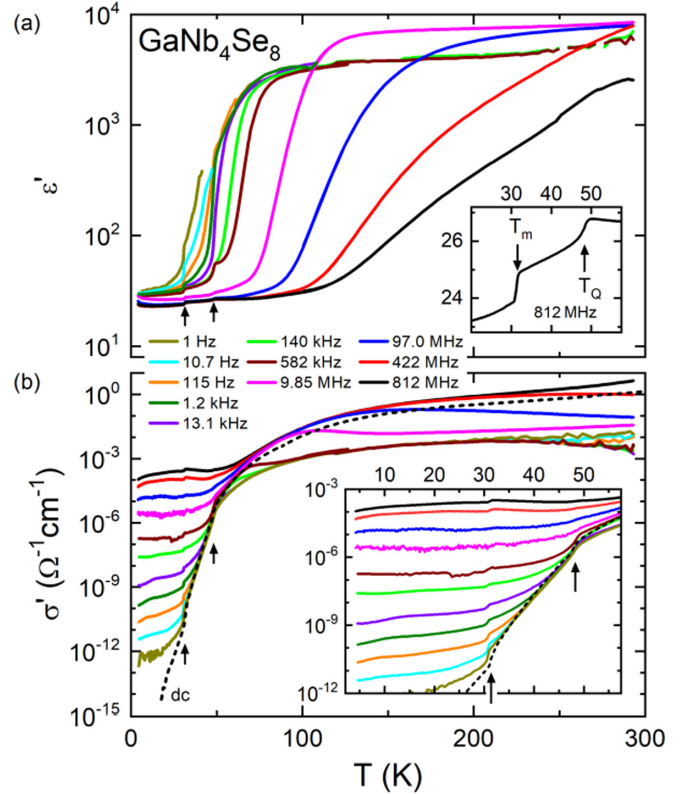 (a)
GaNb4Se8
10^4
10^3
10^2
10^1
ε'
20 30 40 50
T_m
T_Q
26
24
812 MHz
1 Hz
10.7 Hz
115 Hz
1.2 kHz
13.1 kHz
140 kHz
582 kHz
9.85 MHz
97.0 MHz
422 MHz
812 MHz
(b)
10^0
10^-3
10^-6
10^-9
10^-12
10^-15
σ' (Ω^-1cm^-1)
dc
10 20 30 40 50
10^-3
10^-6
10^-9
10^-12
0 100 200 300
T (K)